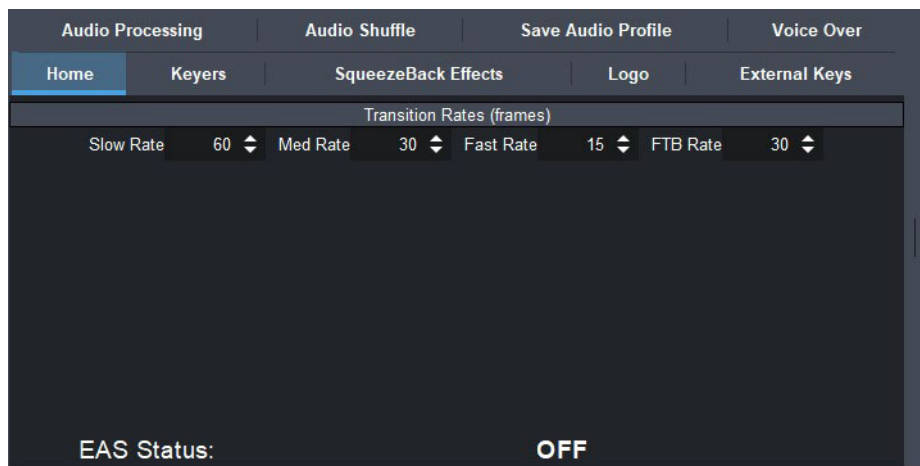 Audio Processing Audio Shuffle Save Audio Profile Voice Over
Home Keyers SqueezeBack Effects Logo External Keys
Transition Rates (frames)
Slow Rate 60 Med Rate 30 Fast Rate 15 FTB Rate 30
EAS Status: OFF